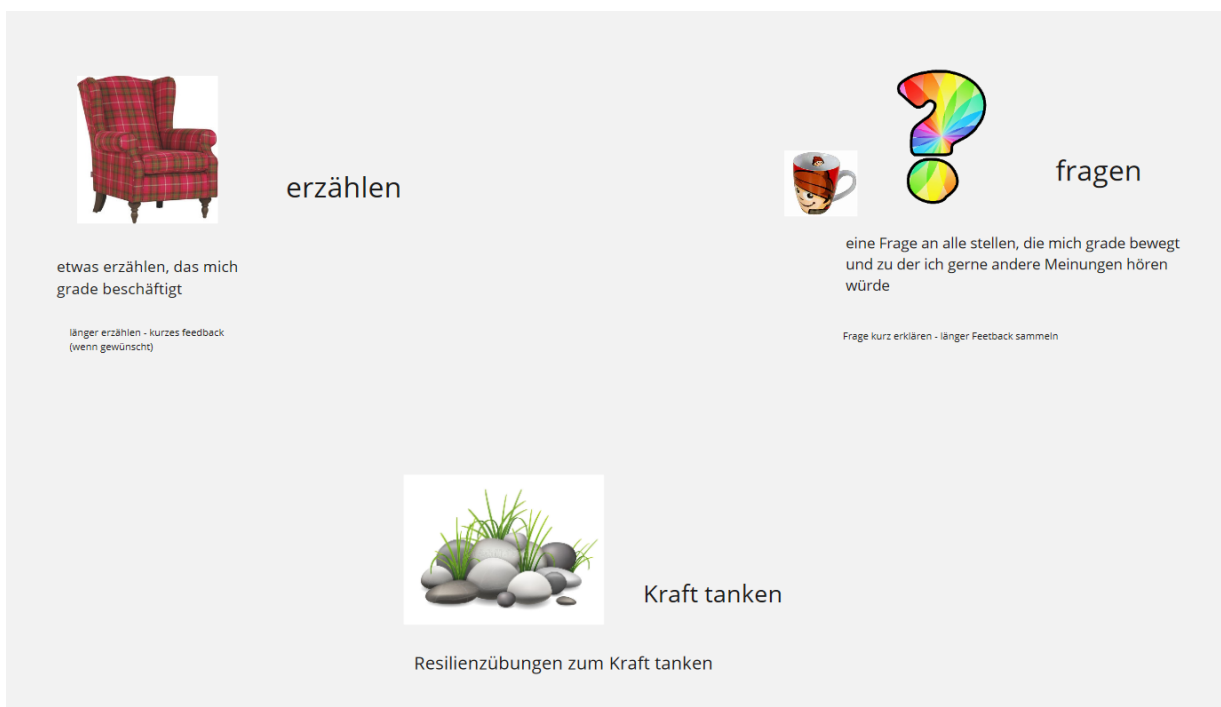 erzählen
etwas erzählen, das mich
grade beschäftigt
länger erzählen - kurzes feedback
(wenn gewünscht)
fragen
eine Frage an alle stellen, die mich grade bewegt
und zu der ich gerne andere Meinungen hören
würde
Frage kurz erklären - länger Feetback sammeln
Kraft tanken
Resilienzübungen zum Kraft tanken